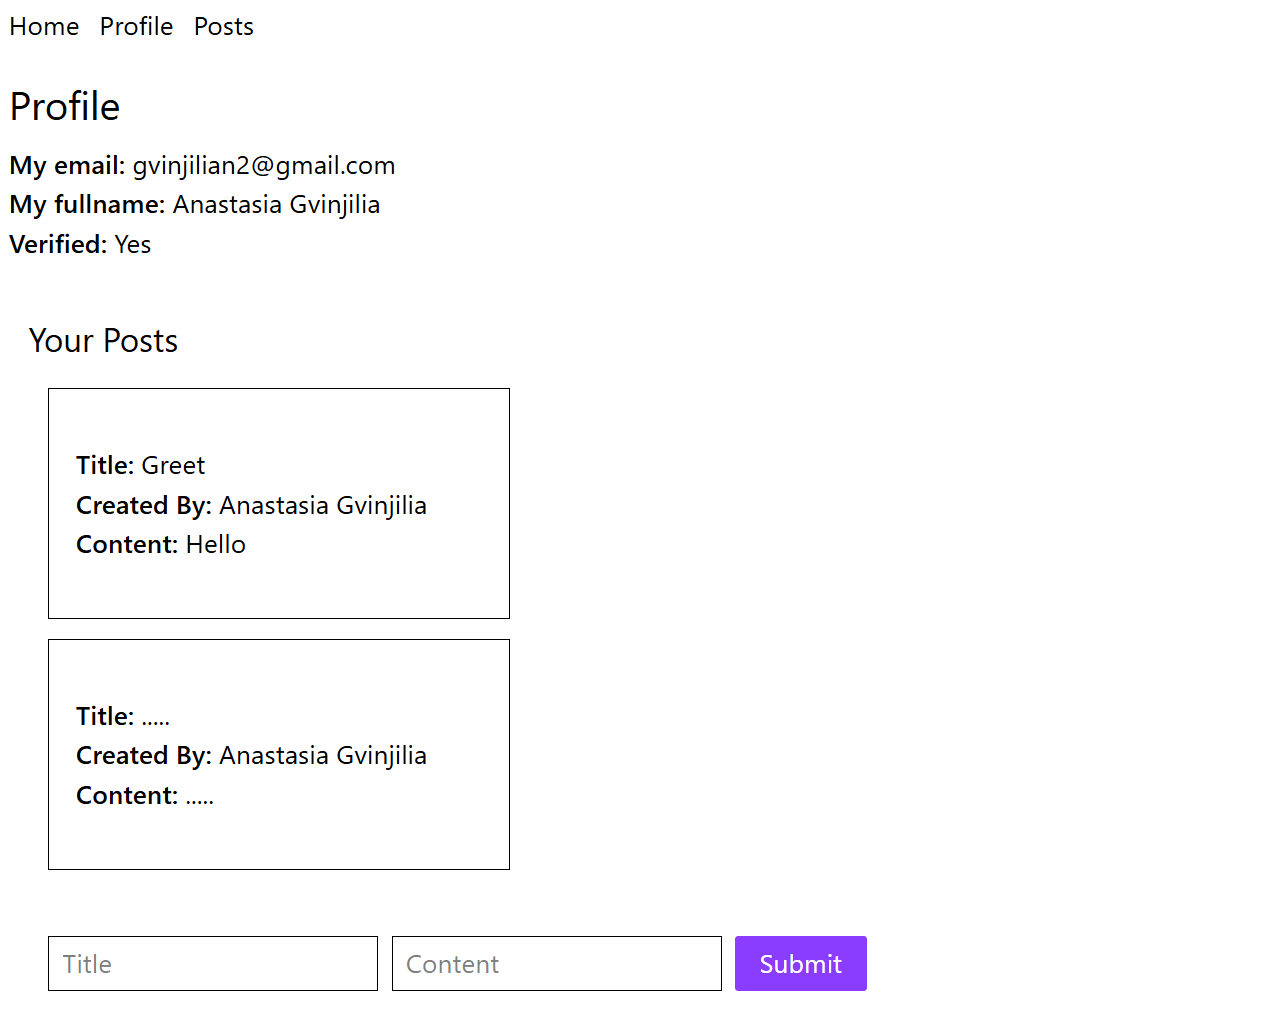 Home Profile Posts
Profile
My email: gvinjilian2@gmail.com
My fullname: Anastasia Gvinjilia
Verified: Yes
Your Posts
Title: Greet
Created By: Anastasia Gvinjilia
Content: Hello
Title: .....
Created By: Anastasia Gvinjilia
Content: .....
Title Content Submit